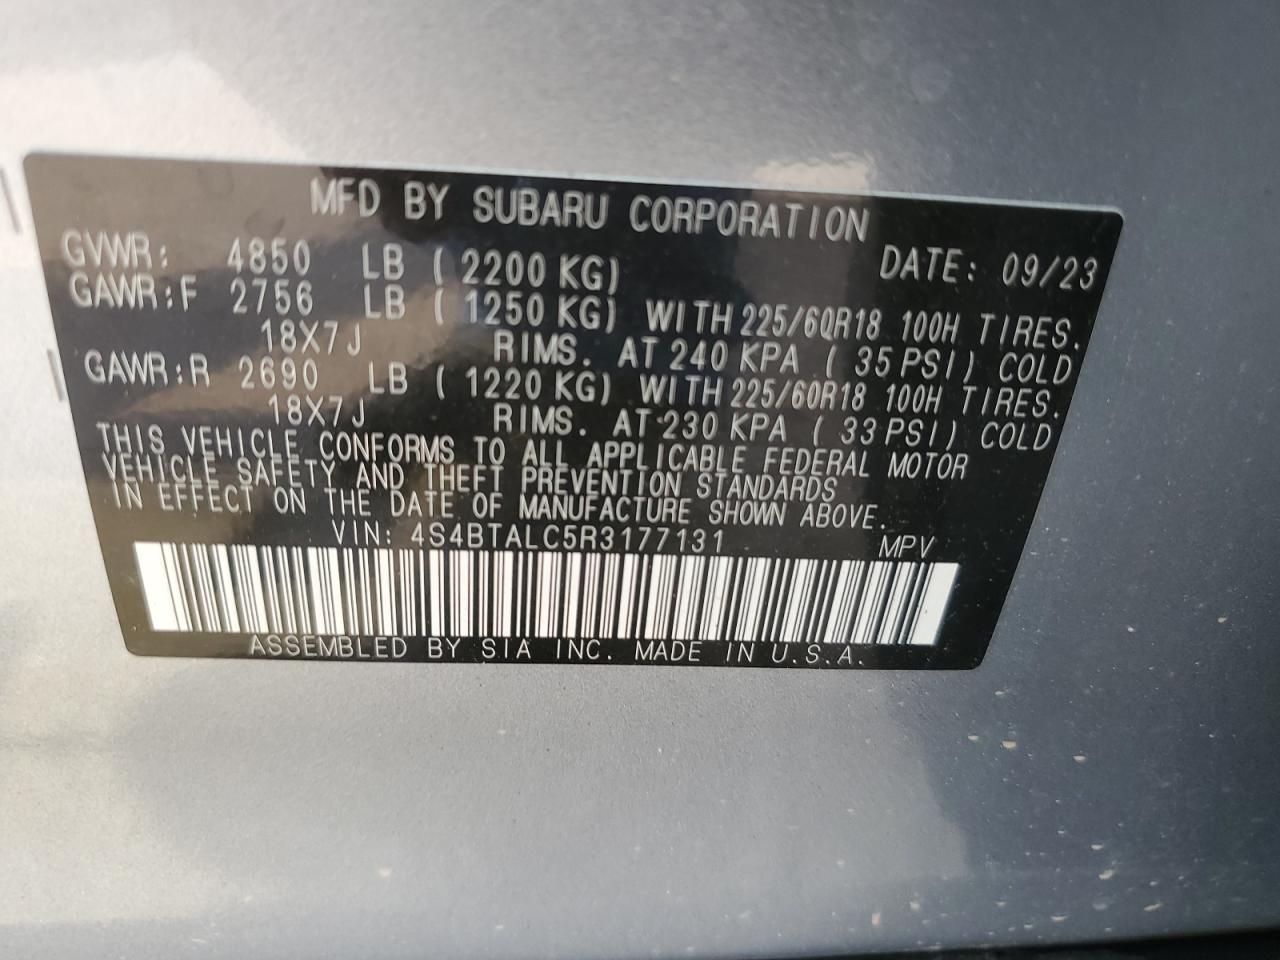 MFD BY SUBARU CORPORATION
GVWR: 4850 LB ( 2200 KG) DATE: 09/23
GAWR:F 2756 LB ( 1250 KG) WITH 225/60R18 100H TIRES.
18X7J RIMS. AT 240 KPA ( 35 PSI) COLD
GAWR:R 2690 LB ( 1220 KG) WITH 225/60R18 100H TIRES.
18X7J RIMS. AT 230 KPA ( 33 PSI) COLD
THIS VEHICLE CONFORMS TO ALL APPLICABLE FEDERAL MOTOR
VEHICLE SAFETY AND THEFT PREVENTION STANDARDS
IN EFFECT ON THE DATE OF MANUFACTURE SHOWN ABOVE.
VIN: 4S4BTALC5R3177131 MPV
ASSEMBLED BY SIA INC. MADE IN U.S.A.